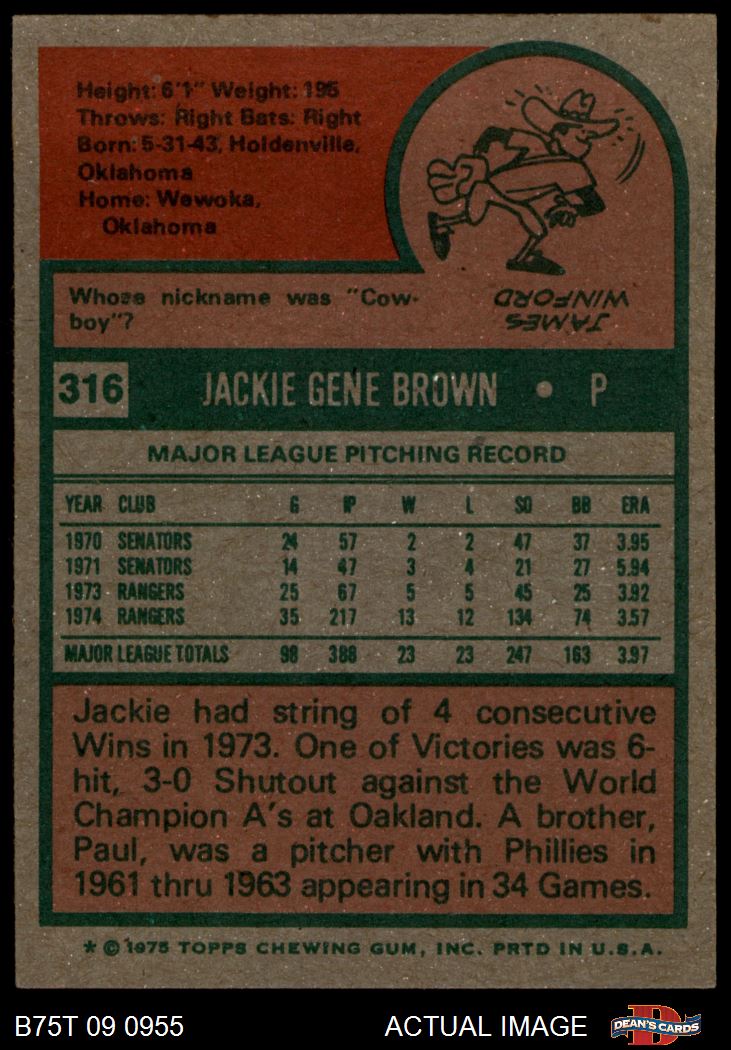 Height: 6'1" Weight: 195
Throws: Right Bats: Right
Born: 5-31-43, Holdenville,
Oklahoma
Home: Wewoka,
Oklahoma
Whose nickname was "Cow-
boy"?
JAMES
WINFORD
316 JACKIE GENE BROWN • P
MAJOR LEAGUE PITCHING RECORD
YEAR CLUB G IP W L SO BB ERA
1970 SENATORS 24 57 2 2 47 37 3.95
1971 SENATORS 14 47 3 4 21 27 5.94
1973 RANGERS 25 67 5 5 45 25 3.92
1974 RANGERS 35 217 13 12 134 74 3.57
MAJOR LEAGUE TOTALS 98 388 23 23 247 163 3.97
Jackie had string of 4 consecutive
Wins in 1973. One of Victories was 6-
hit, 3-0 Shutout against the World
Champion A's at Oakland. A brother,
Paul, was a pitcher with Phillies in
1961 thru 1963 appearing in 34 Games.
* © 1975 TOPPS CHEWING GUM, INC. PRTD IN U.S.A.
B75T 09 0955 ACTUAL IMAGE DEAN'S CARDS